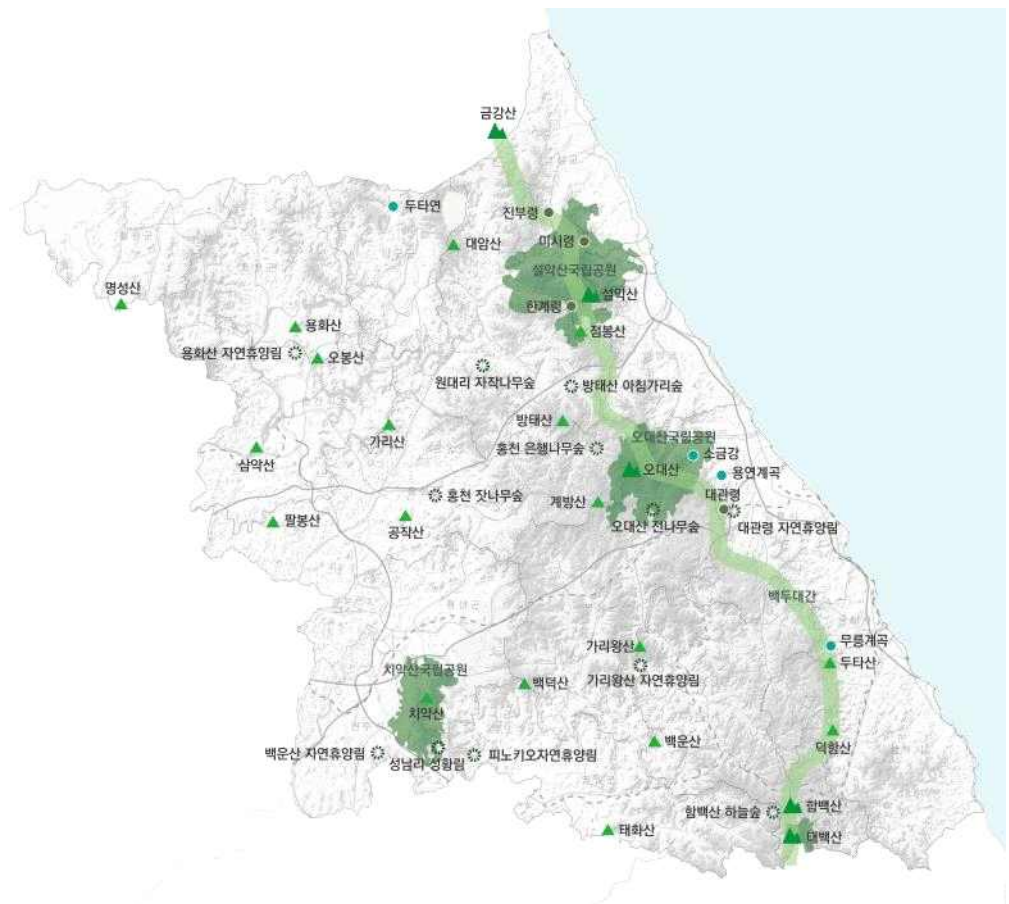 금강산
두타연
진부령
대암산
미시령
설악산국립공원
설악산
명성산
한계령
용화산
점봉산
용화산 자연휴양림
오봉산
원대리 자작나무숲
방태산 아침가리숲
방태산
가리산
오대산국립공원
삼악산
홍천 은행나무숲
소금강
오대산
용연계곡
홍천 잣나무숲
계방산
대관령
팔봉산
공작산
오대산 전나무숲
대관령 자연휴양림
백두대간
무릉계곡
가리왕산
두타산
치악산국립공원
가리왕산 자연휴양림
백덕산
치악산
덕항산
백운산
백운산 자연휴양림
성남리 성황림
피노키오자연휴양림
함백산
함백산 하늘숲
태화산
태백산